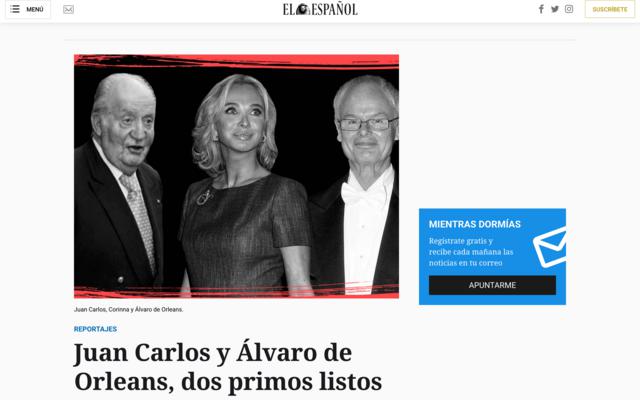 MENÚ
EL ESPAÑOL
SUSCRÍBETE
Juan Carlos, Corinna y Álvaro de Orleans.
REPORTAJES
Juan Carlos y Álvaro de
Orleans, dos primos listos
MIENTRAS DORMÍAS
Regístrate gratis y
recibe cada mañana las
noticias en tu correo
APUNTARME